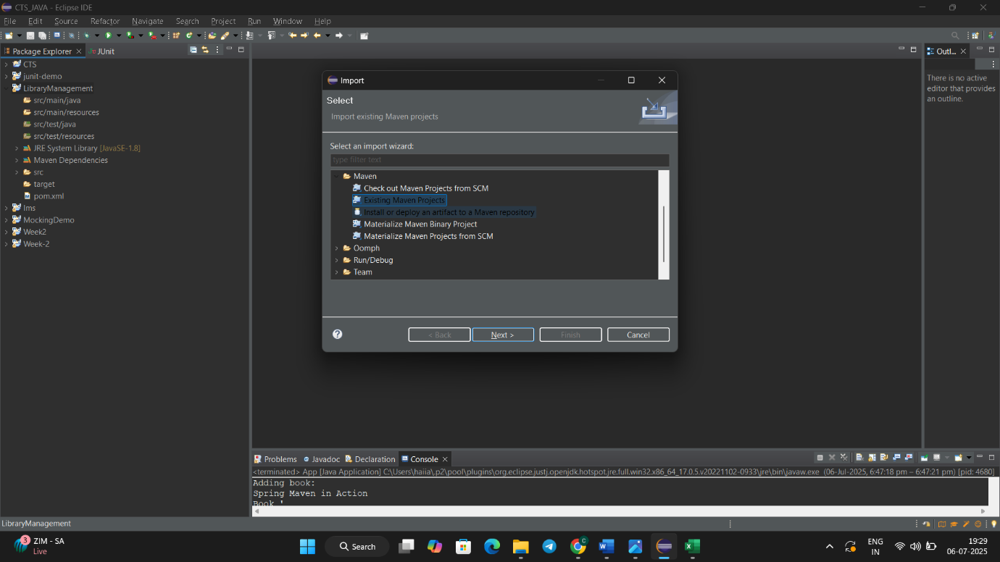 CTS_JAVA - Eclipse IDE
File Edit Source Refactor Navigate Search Project Run Window Help
Package Explorer
JUnit
CTS
junit-demo
LibraryManagement
src/main/java
src/main/resources
src/test/java
src/test/resources
JRE System Library [JavaSE-1.8]
Maven Dependencies
src
target
pom.xml
lms
MockingDemo
Week2
Week-2
Import
Select
Import existing Maven projects
Select an import wizard:
type filter text
Maven
Check out Maven Projects from SCM
Existing Maven Projects
Install or deploy an artifact to a Maven repository
Materialize Maven Binary Project
Materialize Maven Projects from SCM
Oomph
Run/Debug
Team
< Back Next > Finish Cancel
Outl...
There is no active
editor that provides
an outline.
Problems Javadoc Declaration Console
<terminated> App [Java Application] C:\Users\haiia\.p2\pool\plugins\org.eclipse.justj.openjdk.hotspot.jre.full.win32.x86_64_17.0.5.v20221102-0933\jre\bin\javaw.exe (06-Jul-2025, 6:47:18 pm – 6:47:21 pm) [pid: 4680]
Adding book:
Spring Maven in Action
Book '
LibraryManagement
3
ZIM - SA
Live
Search
ENG
IN
19:29
06-07-2025